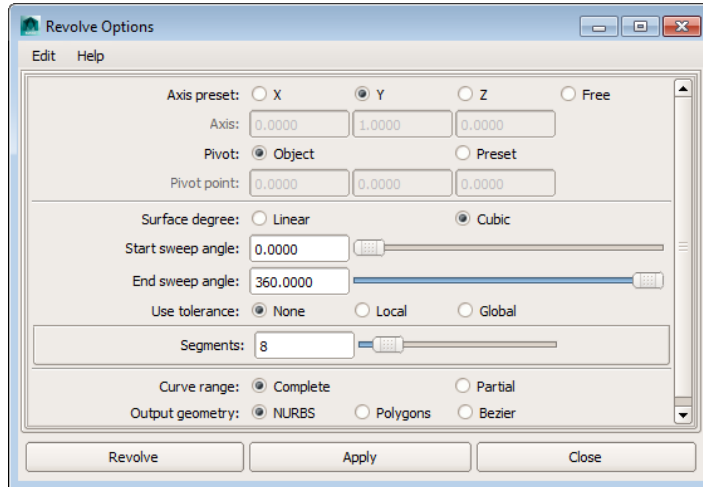 Revolve Options
Edit Help
Axis preset: X Y Z Free
Axis: 0.0000 1.0000 0.0000
Pivot: Object Preset
Pivot point: 0.0000 0.0000 0.0000
Surface degree: Linear Cubic
Start sweep angle: 0.0000
End sweep angle: 360.0000
Use tolerance: None Local Global
Segments: 8
Curve range: Complete Partial
Output geometry: NURBS Polygons Bezier
Revolve Apply Close